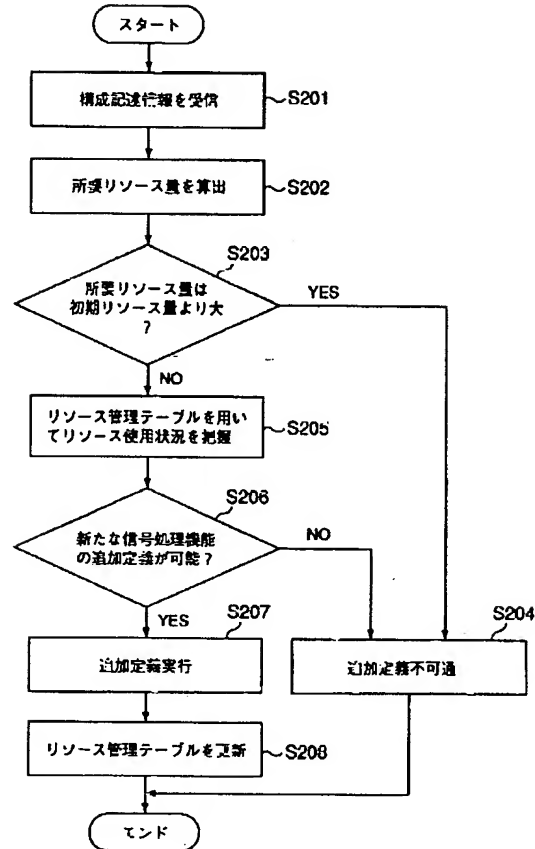 スタート
構成記述情報を受信
S201
所要リソース量を算出
S202
S203
所要リソース量は
初期リソース量より大
?
YES
NO
リソース管理テーブルを用い
てリソース使用状況を把握
S205
S206
新たな信号処理機能
の追加定義が可能?
NO
YES
S207
追加定義実行
S204
追加定義不可通
リソース管理テーブルを更新
S208
エンド